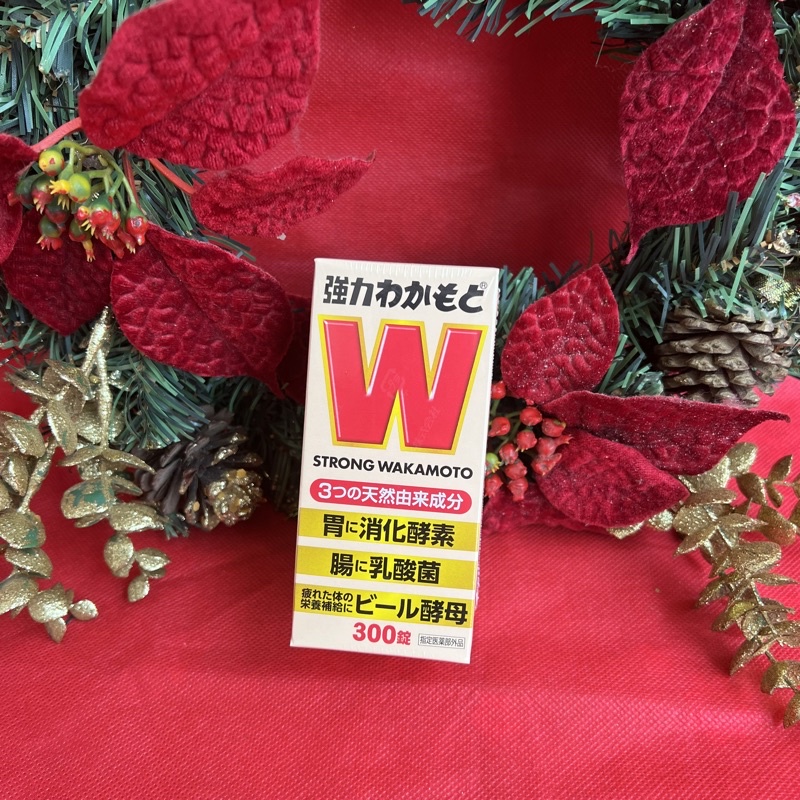 強力わかもと®
W
STRONG WAKAMOTO
3つの天然由来成分
胃に消化酵素
腸に乳酸菌
疲れた体の
栄養補給に ビール酵母
300錠 指定医薬部外品